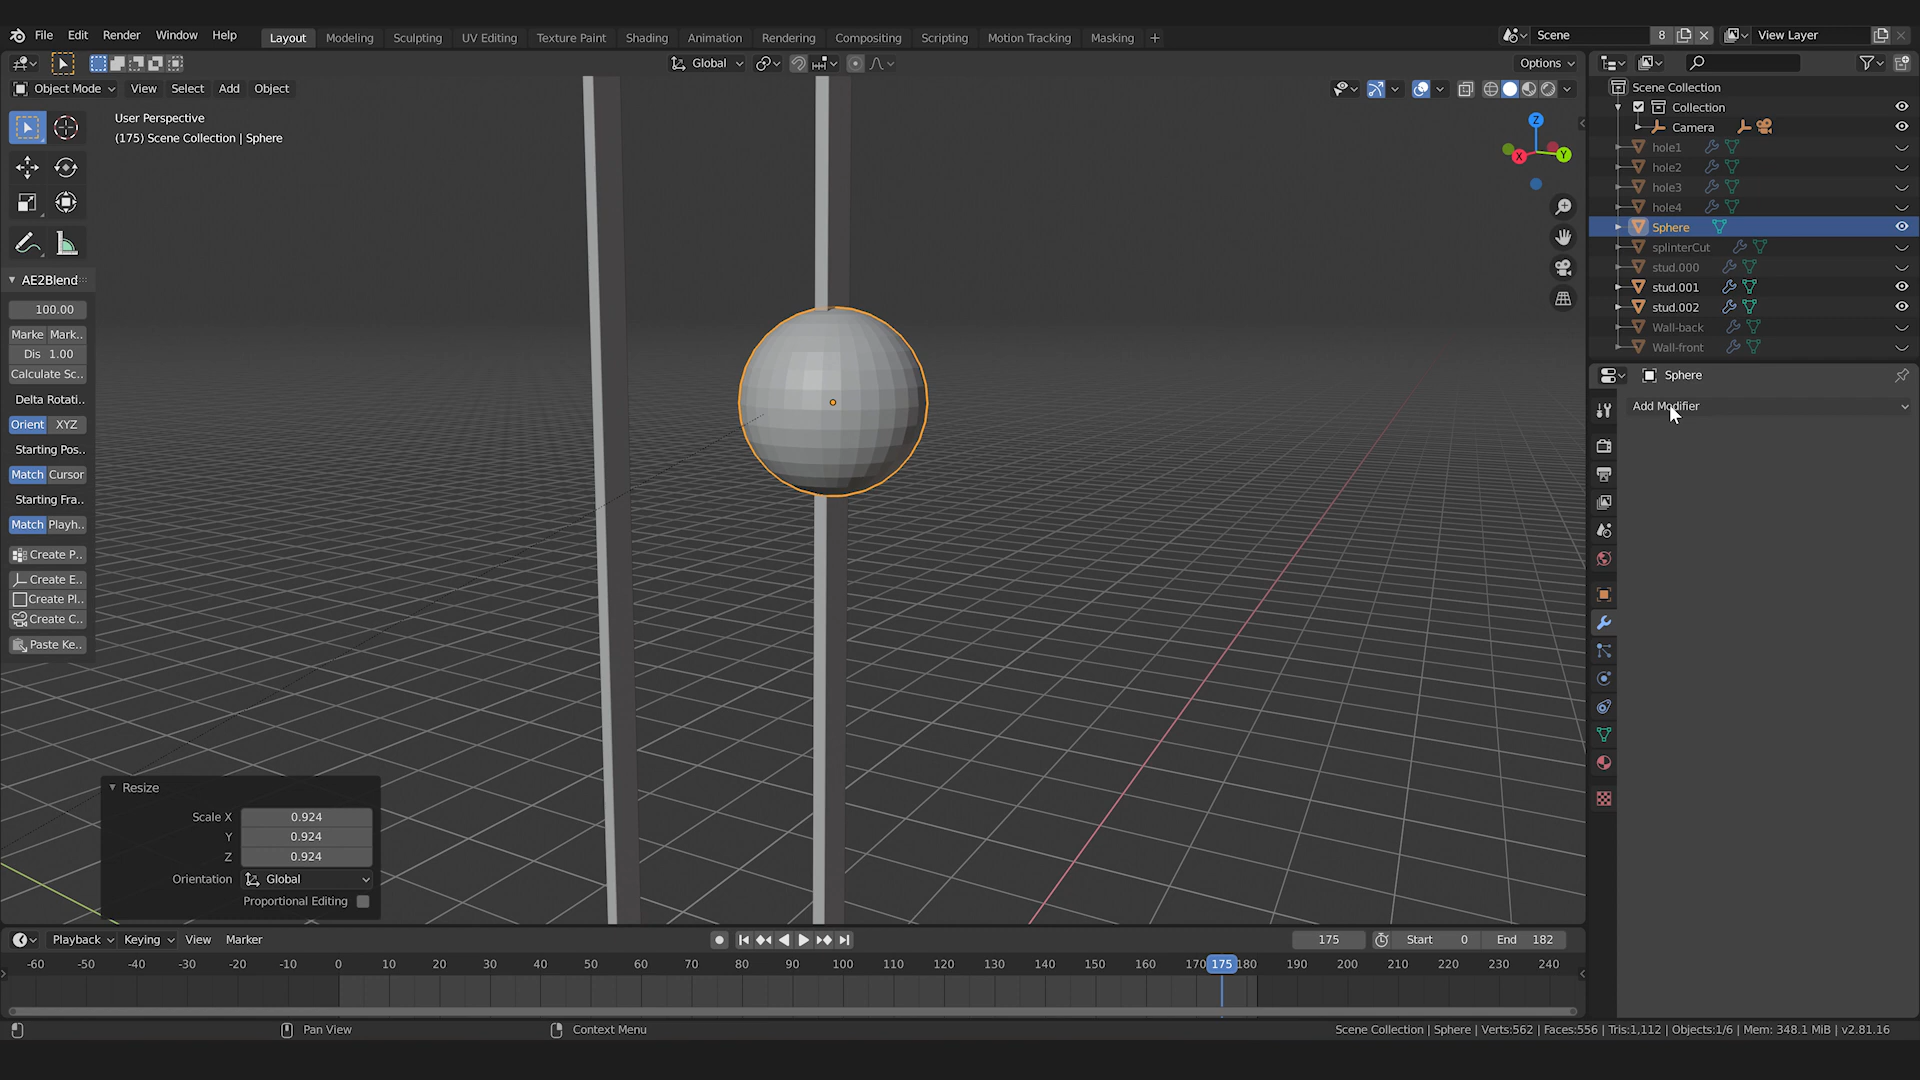 File Edit Render Window Help Layout Modeling Sculpting UV Editing Texture Paint Shading Animation Rendering Compositing Scripting Geometry Motion Tracking Masking + Scene 8 View Layer
Global Options
Object Mode View Select Add Object
User Perspective
(175) Scene Collection | Sphere
Z
X
Y
AE2Blend
100.00
Marke Mark..
Dis 1.00
Calculate Sc..
Delta Rotati..
Orient XYZ
Starting Pos..
Match Cursor
Starting Fra..
Match Playh..
Create P..
Create E..
Create Pl..
Create C..
Paste Ke..
Resize
Scale X 0.924
Y 0.924
Z 0.924
Orientation Global
Proportional Editing
Scene Collection
Collection
Camera
hole1
hole2
hole3
hole4
Sphere
splinterCut
stud.000
stud.001
stud.002
Wall-back
Wall-front
Sphere
Add Modifier
Playback Keying View Marker 175 Start 0 End 182
-60 -50 -40 -30 -20 -10 0 10 20 30 40 50 60 70 80 90 100 110 120 130 140 150 160 170 175 180 190 200 210 220 230 240
Pan View Context Menu Scene Collection | Sphere | Verts:562 | Faces:556 | Tris:1,112 | Objects:1/6 | Mem: 348.1 MiB | v2.81.16